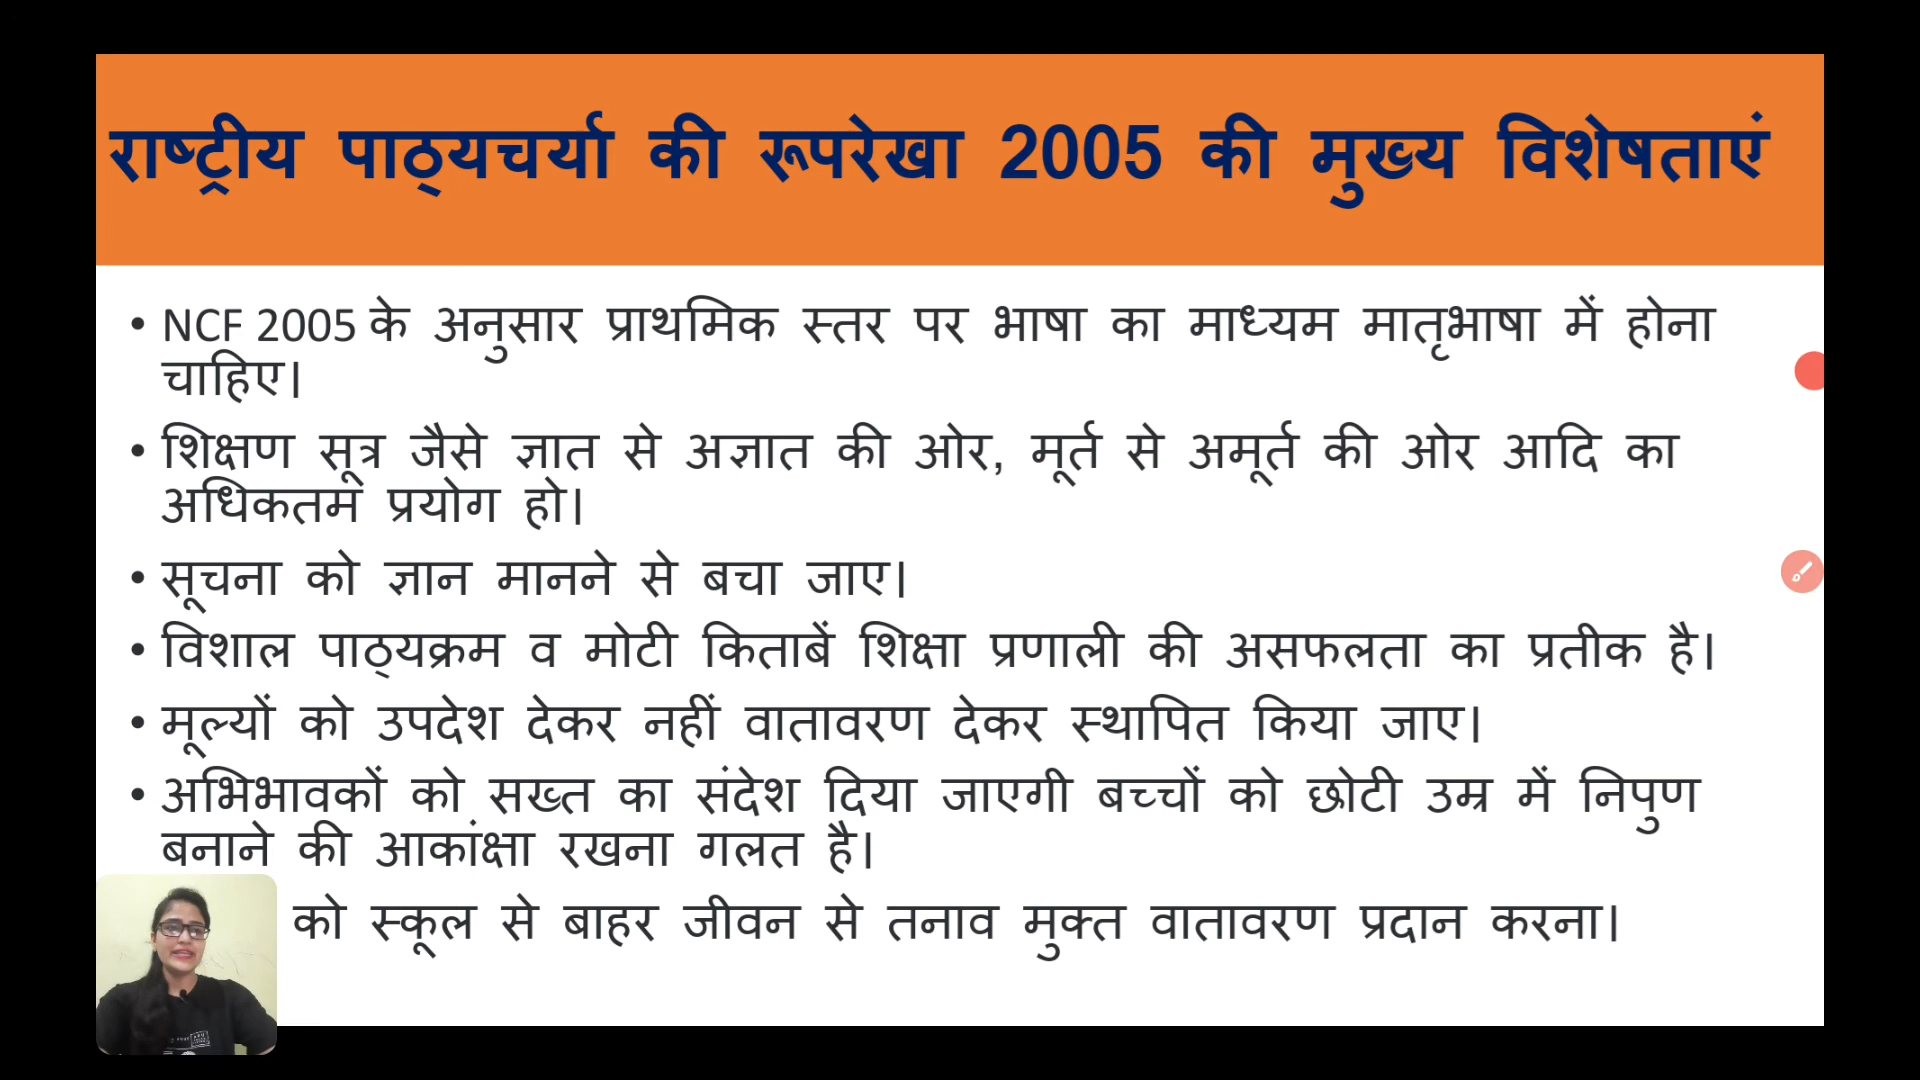 राष्ट्रीय पाठ्यचर्या की रूपरेखा 2005 की मुख्य विशेषताएं
• NCF 2005 के अनुसार प्राथमिक स्तर पर भाषा का माध्यम मातृभाषा में होना
चाहिए।
• शिक्षण सूत्र जैसे ज्ञात से अज्ञात की ओर, मूर्त से अमूर्त की ओर आदि का
अधिकतम प्रयोग हो।
• सूचना को ज्ञान मानने से बचा जाए।
• विशाल पाठ्यक्रम व मोटी किताबें शिक्षा प्रणाली की असफलता का प्रतीक है।
• मूल्यों को उपदेश देकर नहीं वातावरण देकर स्थापित किया जाए।
• अभिभावकों को सख्त का संदेश दिया जाएगी बच्चों को छोटी उम्र में निपुण
बनाने की आकांक्षा रखना गलत है।
को स्कूल से बाहर जीवन से तनाव मुक्त वातावरण प्रदान करना।